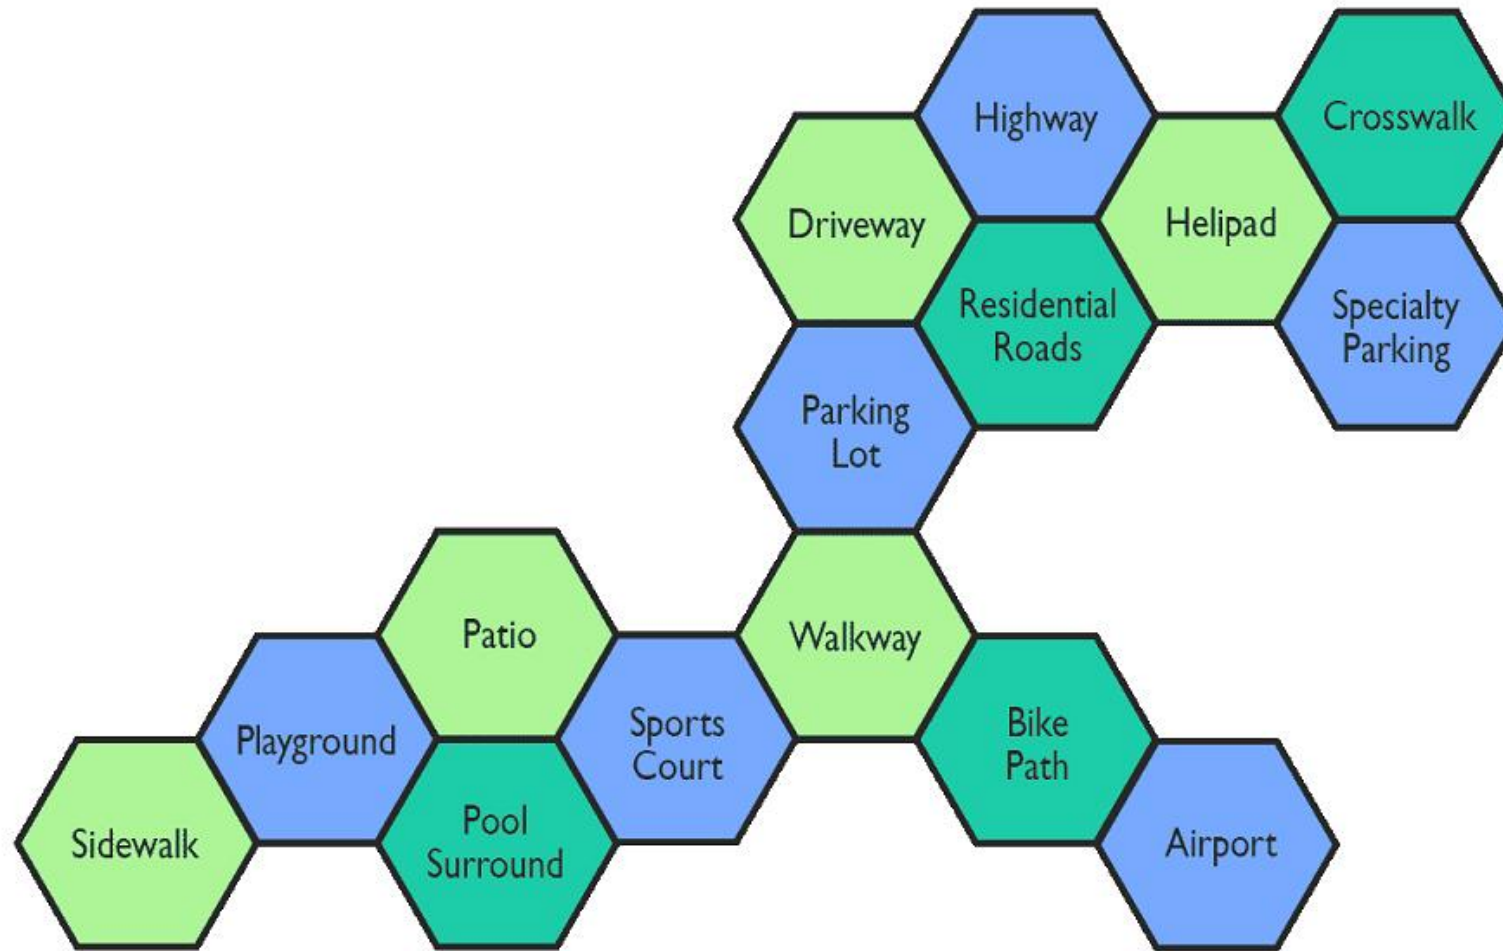 Highway
Crosswalk
Driveway
Helipad
Residential
Roads
Specialty
Parking
Parking
Lot
Patio
Walkway
Playground
Sports
Court
Bike
Path
Sidewalk
Pool
Surround
Airport